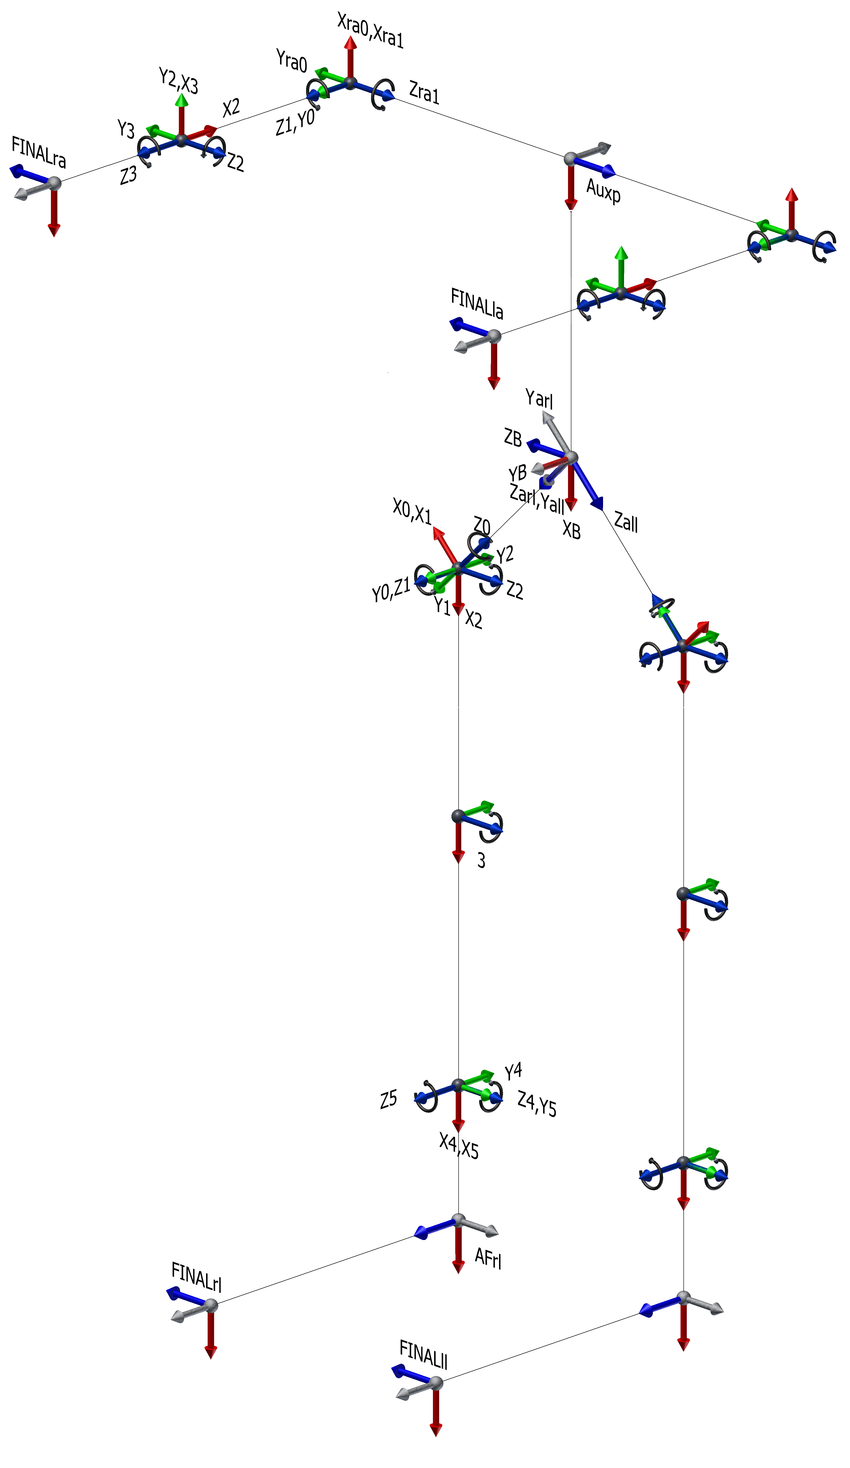 Xra0,Xra1
Yra0
Zra1
Z1,Y0
Y2,X3
X2
Y3
Z3
Z2
FINALra
Auxp
FINALla
Yarl
ZB
YB
Zarl,Yall
XB
Zall
X0,X1
Z0
Y2
Y0,Z1
Y1
Z2
X2
3
Y4
Z5
Z4,Y5
X4,X5
AFrl
FINALrl
FINALll